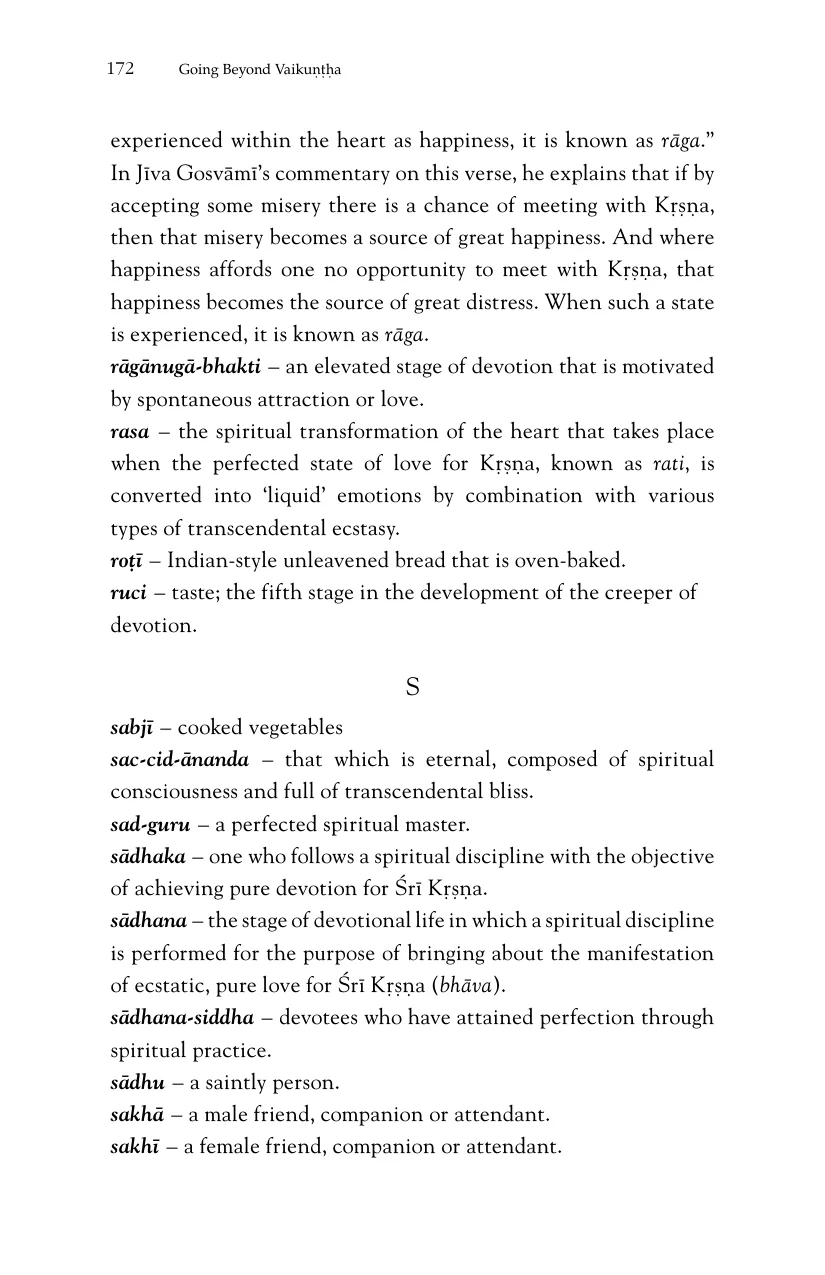 172 Going Beyond Vaikuṇṭha
experienced within the heart as happiness, it is known as rāga.”
In Jīva Gosvāmī’s commentary on this verse, he explains that if by
accepting some misery there is a chance of meeting with Kṛṣṇa,
then that misery becomes a source of great happiness. And where
happiness affords one no opportunity to meet with Kṛṣṇa, that
happiness becomes the source of great distress. When such a state
is experienced, it is known as rāga.
rāgānugā-bhakti – an elevated stage of devotion that is motivated
by spontaneous attraction or love.
rasa – the spiritual transformation of the heart that takes place
when the perfected state of love for Kṛṣṇa, known as rati, is
converted into ‘liquid’ emotions by combination with various
types of transcendental ecstasy.
roṭī – Indian-style unleavened bread that is oven-baked.
ruci – taste; the fifth stage in the development of the creeper of
devotion.
S
sabjī – cooked vegetables
sac-cid-ānanda – that which is eternal, composed of spiritual
consciousness and full of transcendental bliss.
sad-guru – a perfected spiritual master.
sādhaka – one who follows a spiritual discipline with the objective
of achieving pure devotion for Śrī Kṛṣṇa.
sādhana – the stage of devotional life in which a spiritual discipline
is performed for the purpose of bringing about the manifestation
of ecstatic, pure love for Śrī Kṛṣṇa (bhāva).
sādhana-siddha – devotees who have attained perfection through
spiritual practice.
sādhu – a saintly person.
sakhā – a male friend, companion or attendant.
sakhī – a female friend, companion or attendant.